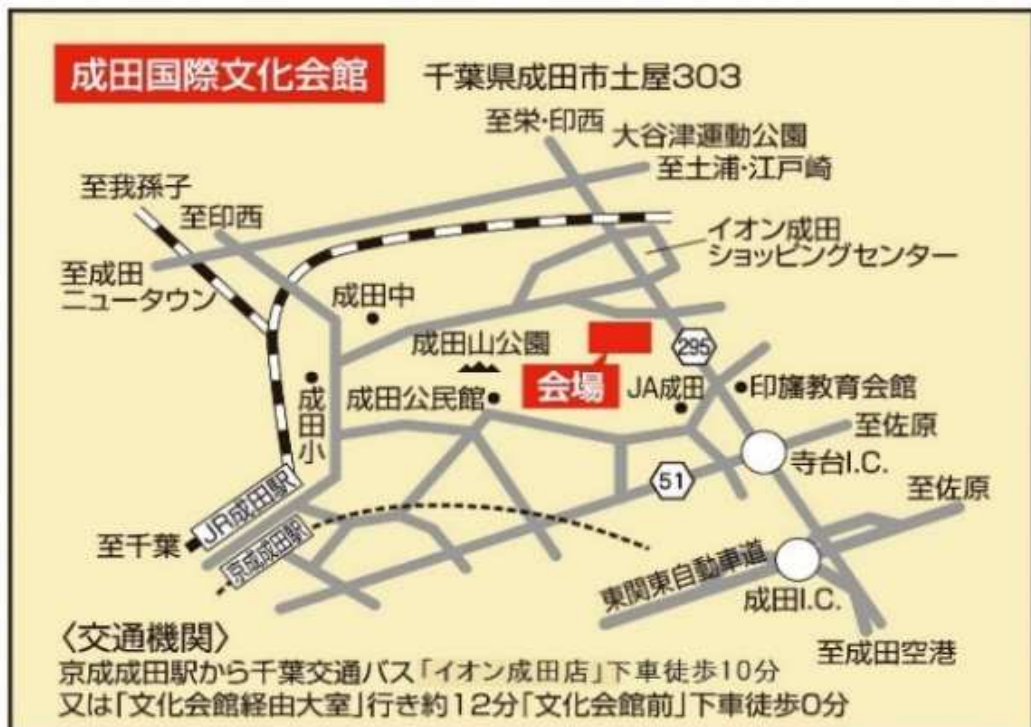 成田国際文化会館
千葉県成田市土屋303
至栄・印西
大谷津運動公園
至土浦・江戸崎
至我孫子
至印西
イオン成田
ショッピングセンター
至成田
ニュータウン
成田中
成田山公園
295
会場
JA成田
印旛教育会館
成田小
成田公民館
至佐原
寺台I.C.
51
至佐原
JR成田駅
京成成田駅
至千葉
東関東自動車道
成田I.C.
至成田空港
〈交通機関〉
京成成田駅から千葉交通バス「イオン成田店」下車徒歩10分
又は「文化会館経由大室」行き約12分「文化会館前」下車徒歩0分